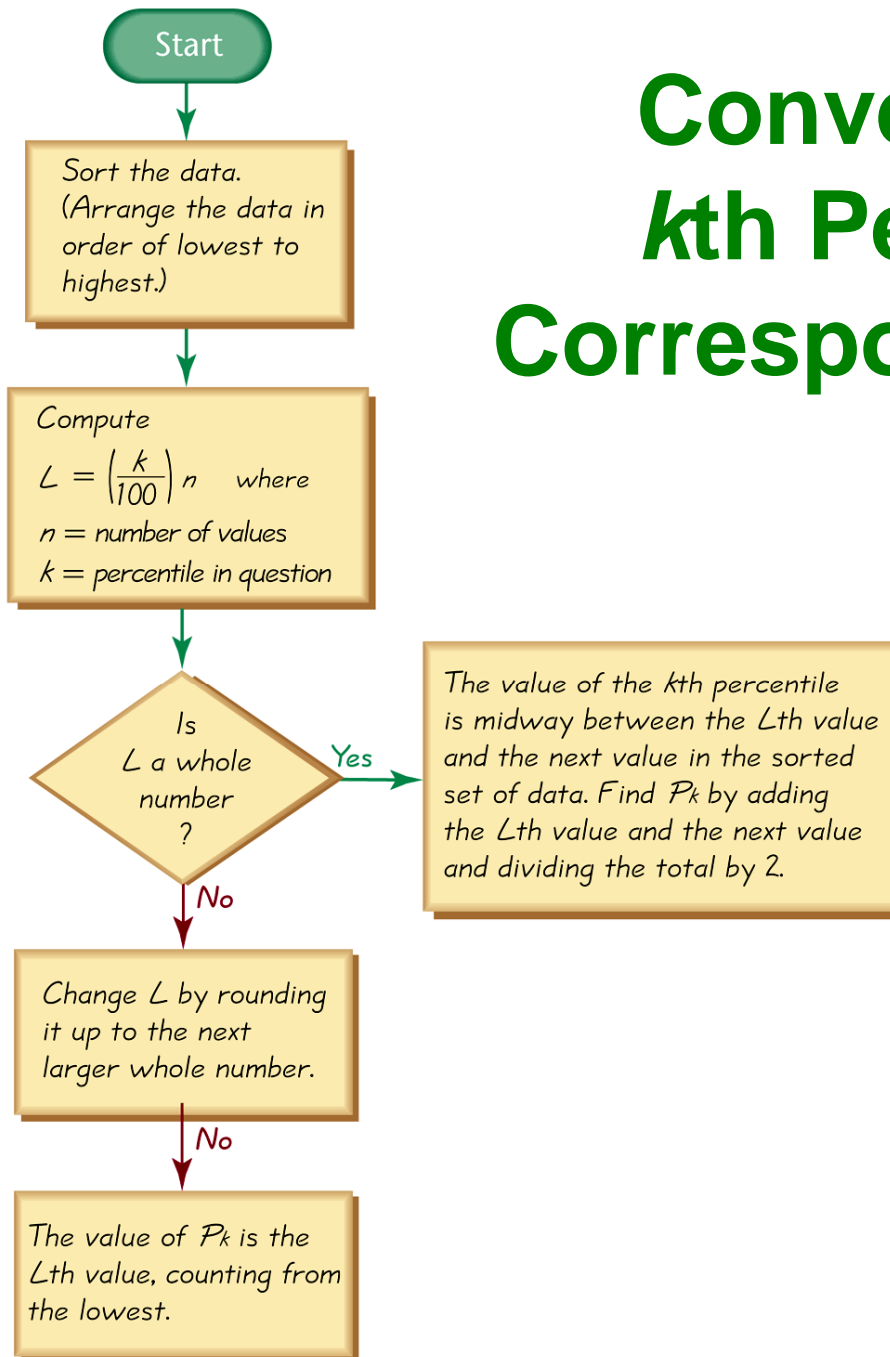 Start
Conve
kth Pe
Correspo
Sort the data.
(Arrange the data in
order of lowest to
highest.)
Compute
L = (k/100) n where
n = number of values
k = percentile in question
Is
L a whole
number
?
Yes
The value of the kth percentile
is midway between the Lth value
and the next value in the sorted
set of data. Find Pk by adding
the Lth value and the next value
and dividing the total by 2.
No
Change L by rounding
it up to the next
larger whole number.
No
The value of Pk is the
Lth value, counting from
the lowest.